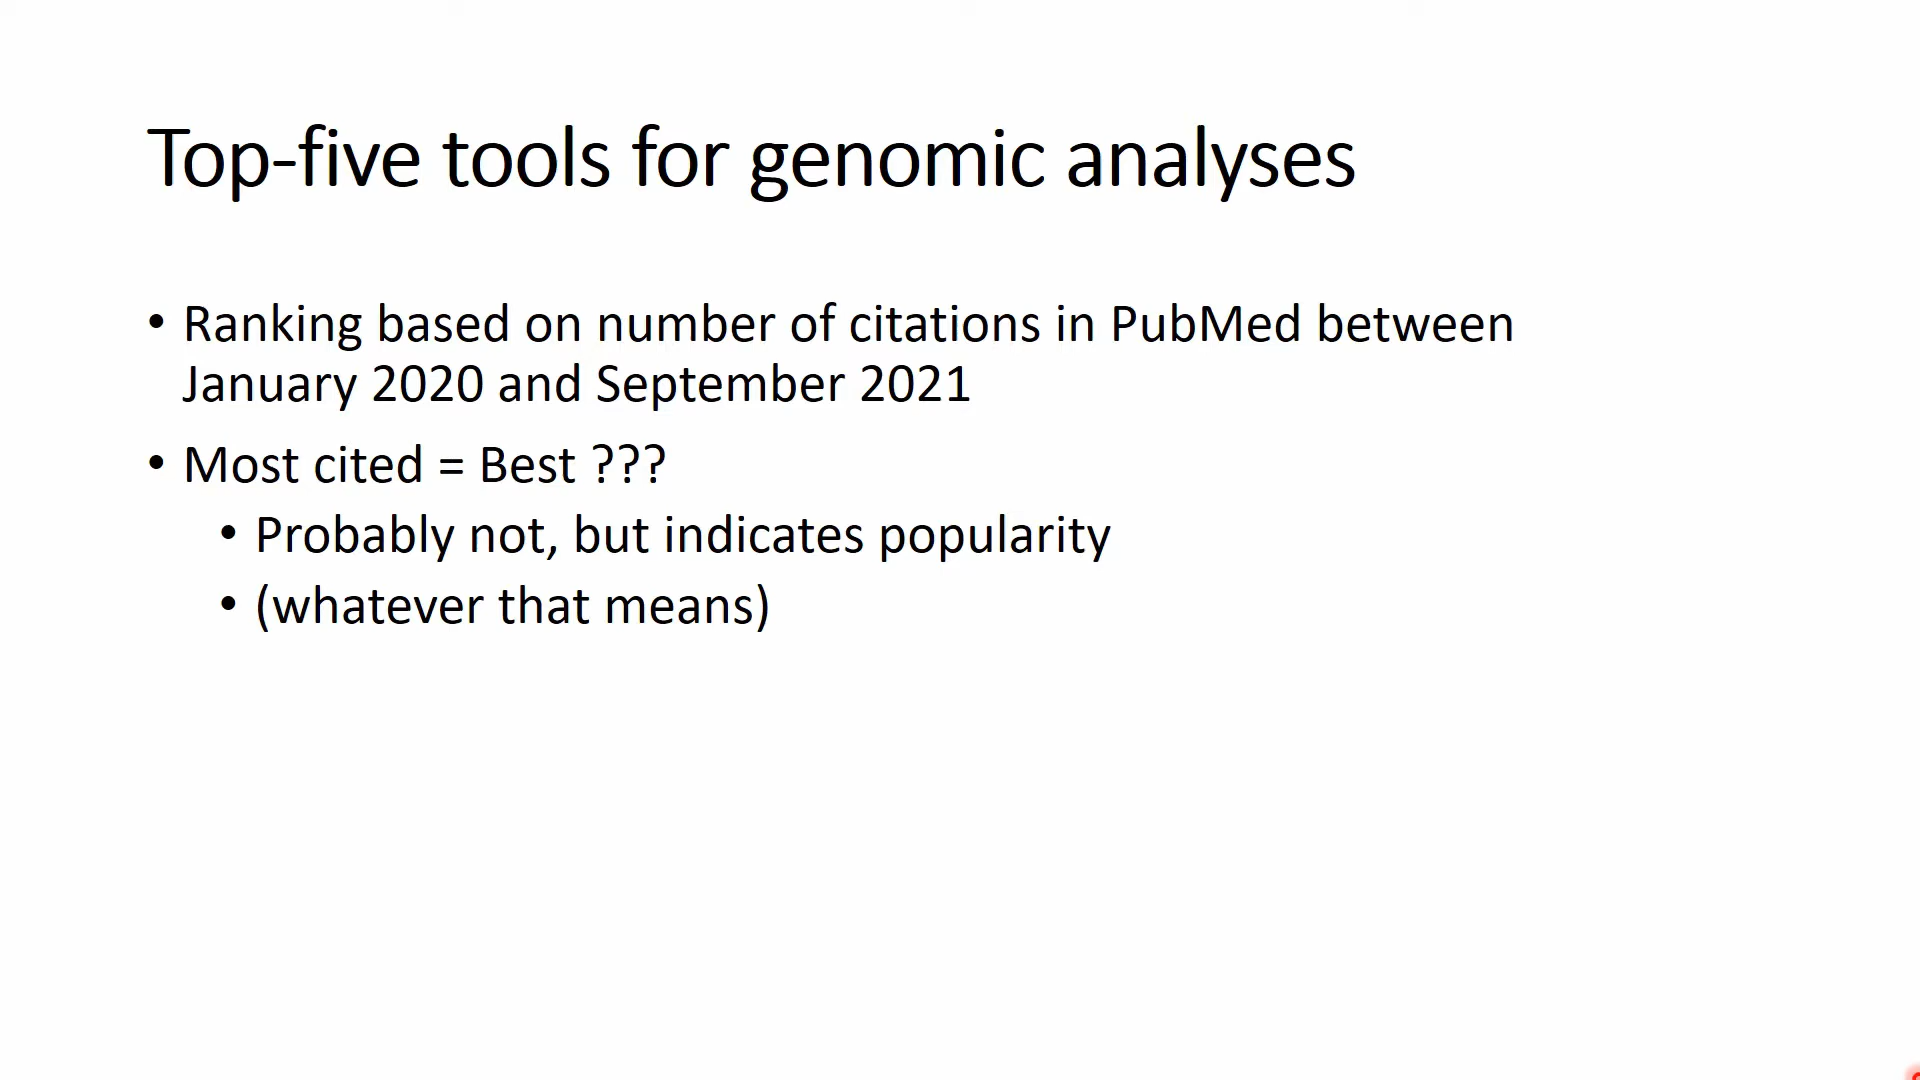 Top-five tools for genomic analyses
• Ranking based on number of citations in PubMed between
January 2020 and September 2021
• Most cited = Best ???
• Probably not, but indicates popularity
• (whatever that means)